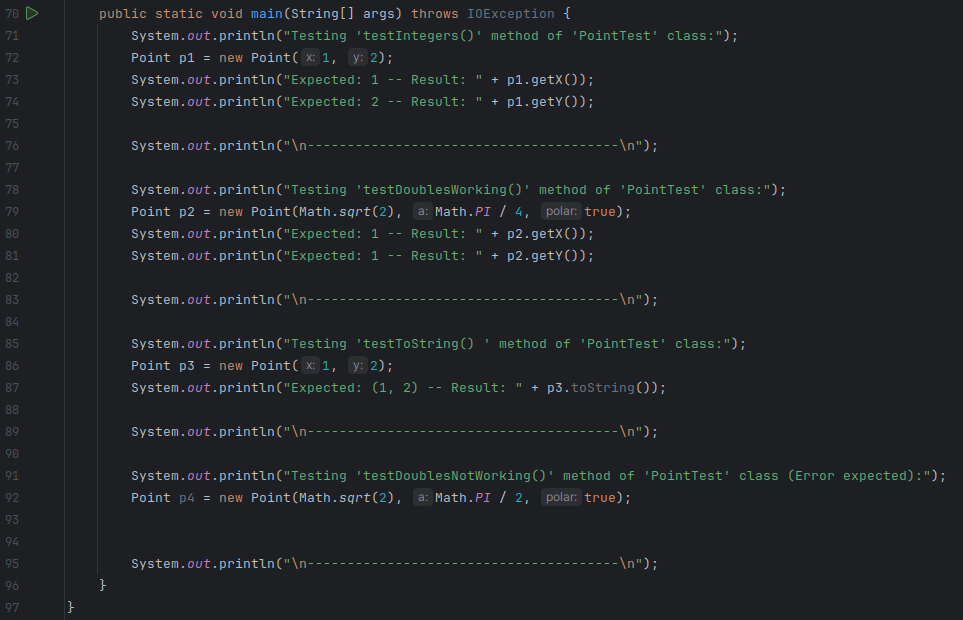 70 public static void main(String[] args) throws IOException {
71 System.out.println("Testing 'testIntegers()' method of 'PointTest' class:");
72 Point p1 = new Point( x: 1, y: 2);
73 System.out.println("Expected: 1 -- Result: " + p1.getX());
74 System.out.println("Expected: 2 -- Result: " + p1.getY());
75
76 System.out.println("\n---------------------------------------\n");
77
78 System.out.println("Testing 'testDoublesWorking()' method of 'PointTest' class:");
79 Point p2 = new Point(Math.sqrt(2), a: Math.PI / 4, polar: true);
80 System.out.println("Expected: 1 -- Result: " + p2.getX());
81 System.out.println("Expected: 1 -- Result: " + p2.getY());
82
83 System.out.println("\n---------------------------------------\n");
84
85 System.out.println("Testing 'testToString() ' method of 'PointTest' class:");
86 Point p3 = new Point( x: 1, y: 2);
87 System.out.println("Expected: (1, 2) -- Result: " + p3.toString());
88
89 System.out.println("\n---------------------------------------\n");
90
91 System.out.println("Testing 'testDoublesNotWorking()' method of 'PointTest' class (Error expected):");
92 Point p4 = new Point(Math.sqrt(2), a: Math.PI / 2, polar: true);
93
94
95 System.out.println("\n---------------------------------------\n");
96 }
97 }